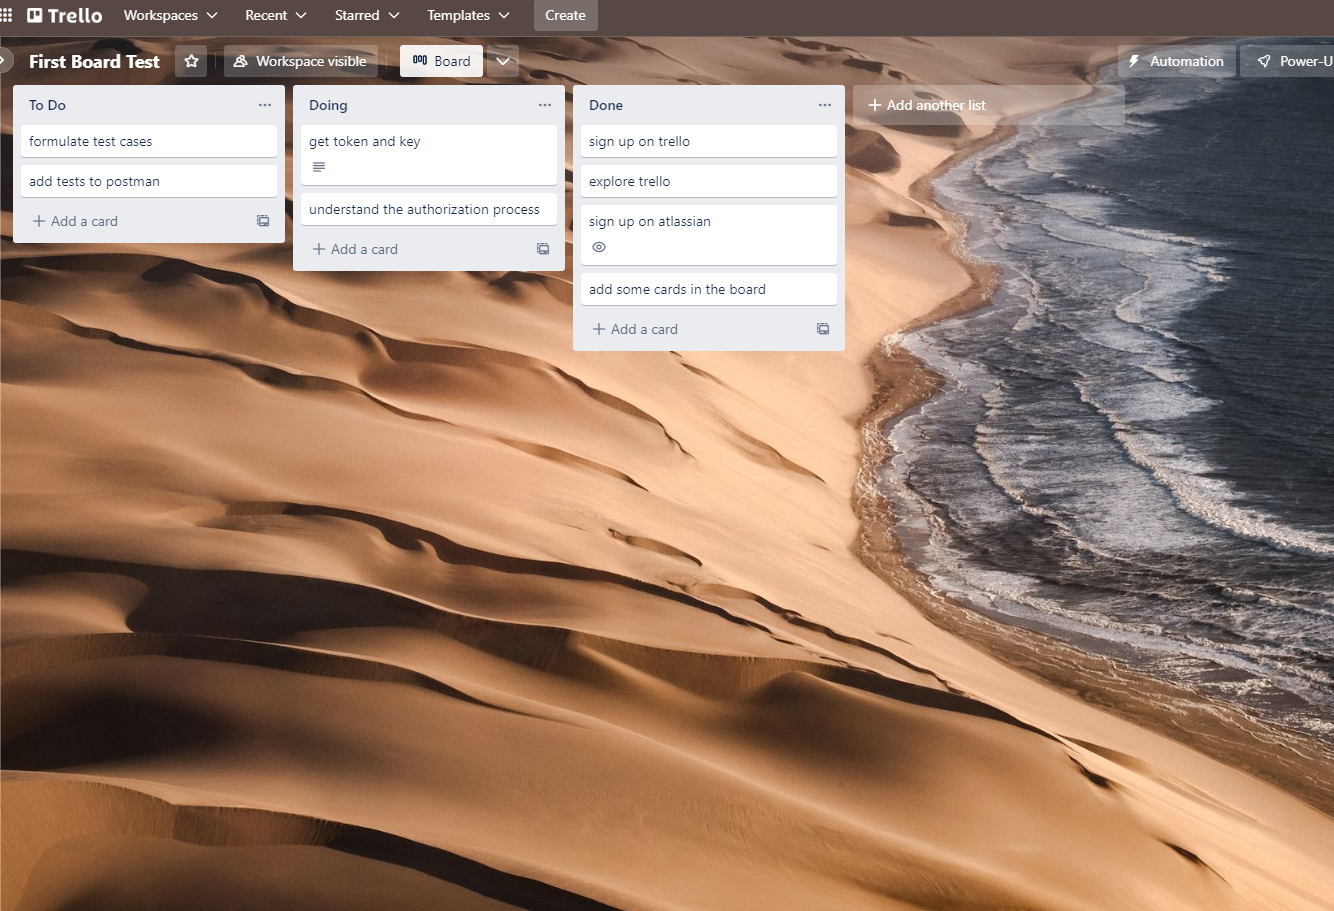 Trello Workspaces Recent Starred Templates Create
First Board Test Workspace visible Board Automation Power-U
To Do
formulate test cases
add tests to postman
Add a card
Doing
get token and key
understand the authorization process
Add a card
Done
sign up on trello
explore trello
sign up on atlassian
add some cards in the board
Add a card
Add another list